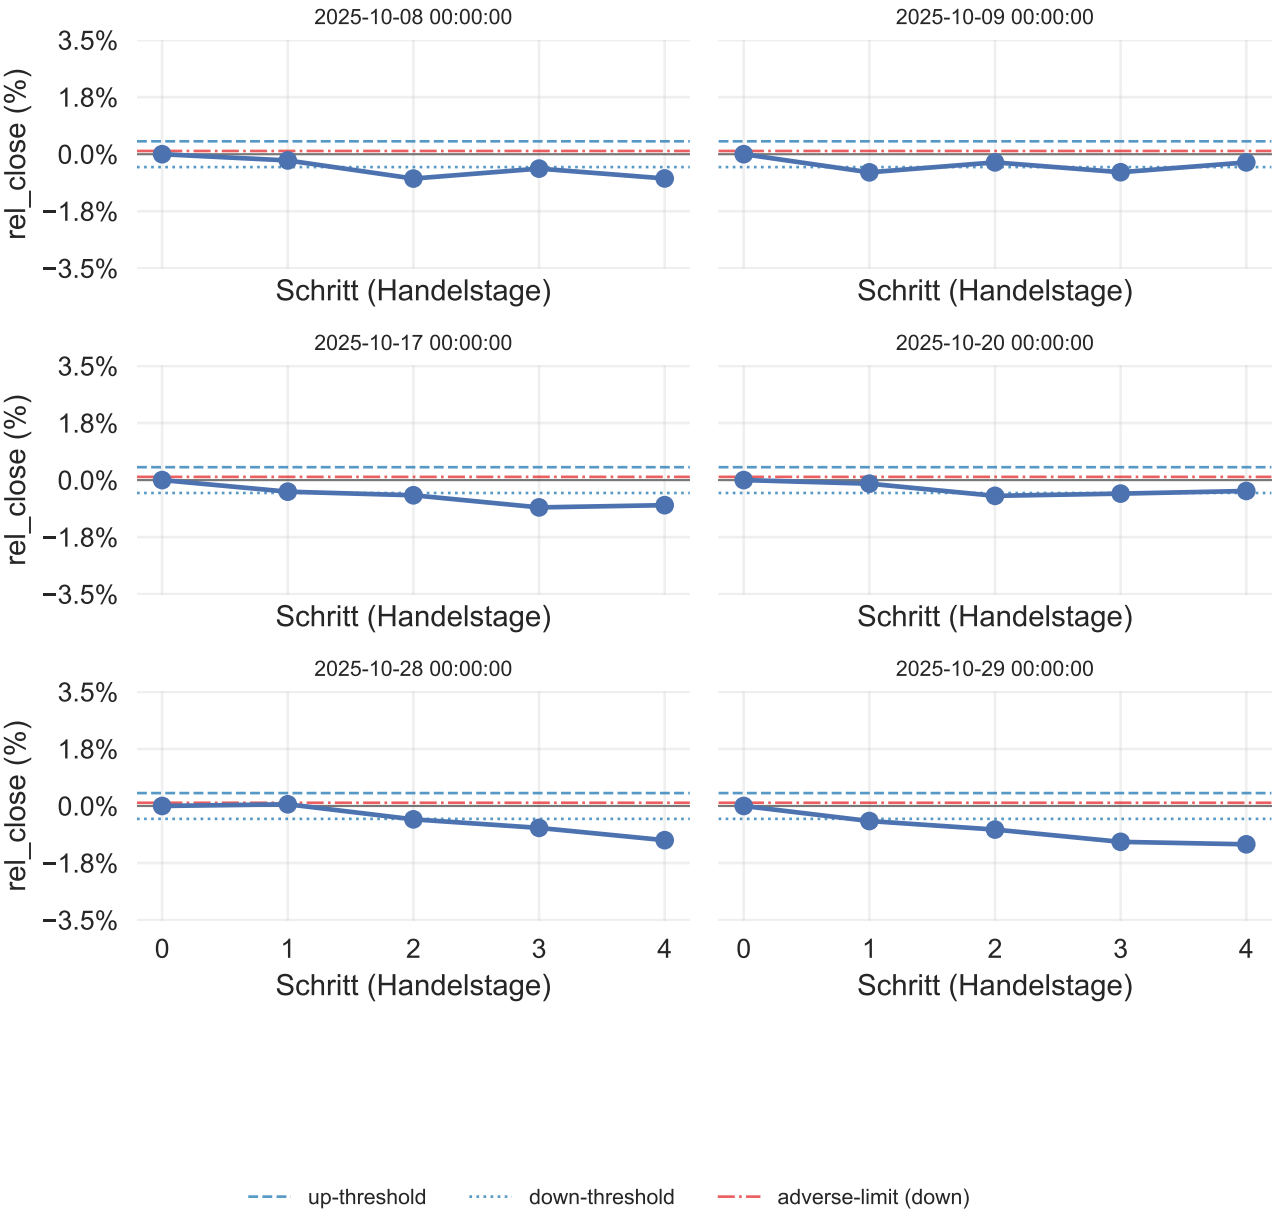 2025-10-08 00:00:00
2025-10-09 00:00:00
rel_close (%)
3.5%
1.8%
0.0%
−1.8%
−3.5%
Schritt (Handelstage)
Schritt (Handelstage)
2025-10-17 00:00:00
2025-10-20 00:00:00
rel_close (%)
3.5%
1.8%
0.0%
−1.8%
−3.5%
Schritt (Handelstage)
Schritt (Handelstage)
2025-10-28 00:00:00
2025-10-29 00:00:00
rel_close (%)
3.5%
1.8%
0.0%
−1.8%
−3.5%
0 1 2 3 4
0 1 2 3 4
Schritt (Handelstage)
Schritt (Handelstage)
up-threshold
down-threshold
adverse-limit (down)